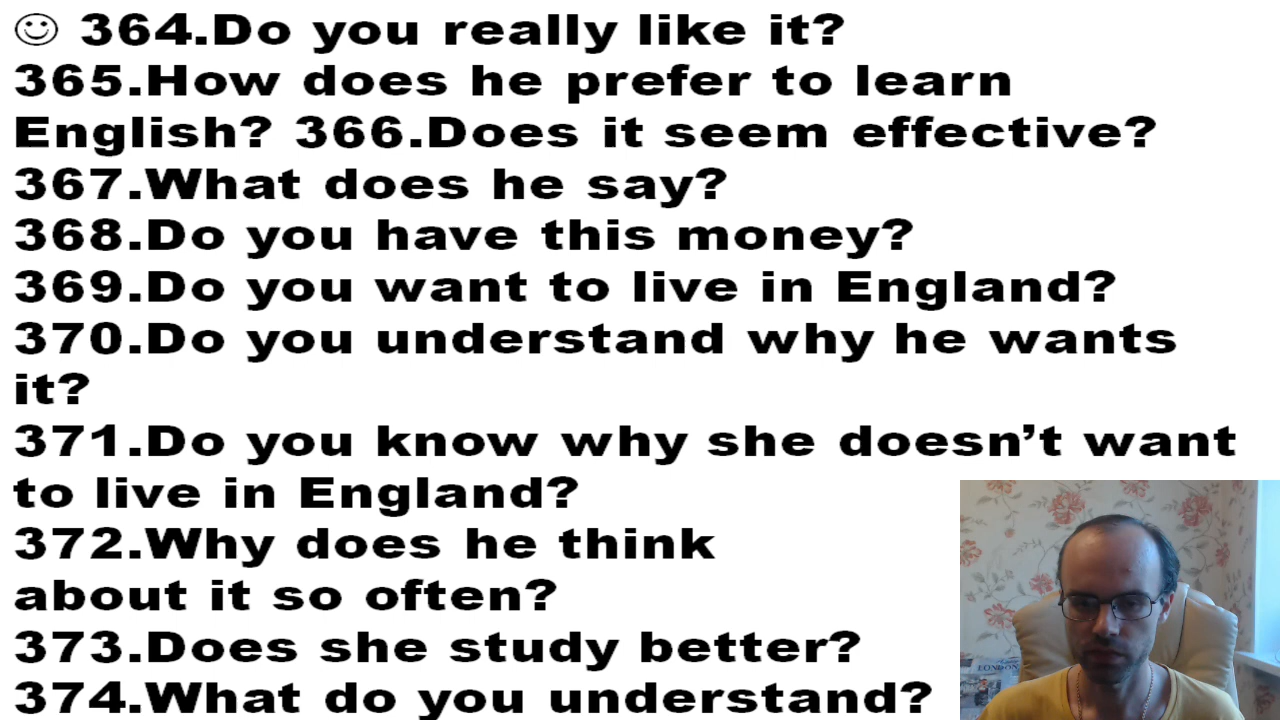 ☺ 364.Do you really like it?
365.How does he prefer to learn
English? 366.Does it seem effective?
367.What does he say?
368.Do you have this money?
369.Do you want to live in England?
370.Do you understand why he wants
it?
371.Do you know why she doesn’t want
to live in England?
372.Why does he think
about it so often?
373.Does she study better?
374.What do you understand?
LONDON